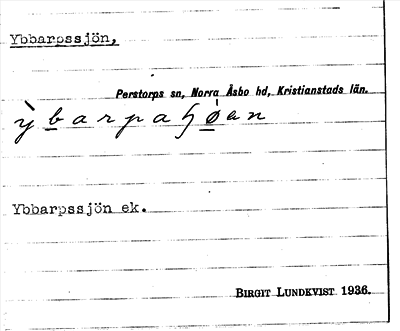 Ybbarpssjön,
Perstorps sn, Norra Åsbo hd, Kristianstads län.
Ybbarpssjön ek.
BIRGIT LUNDKVIST 1936.